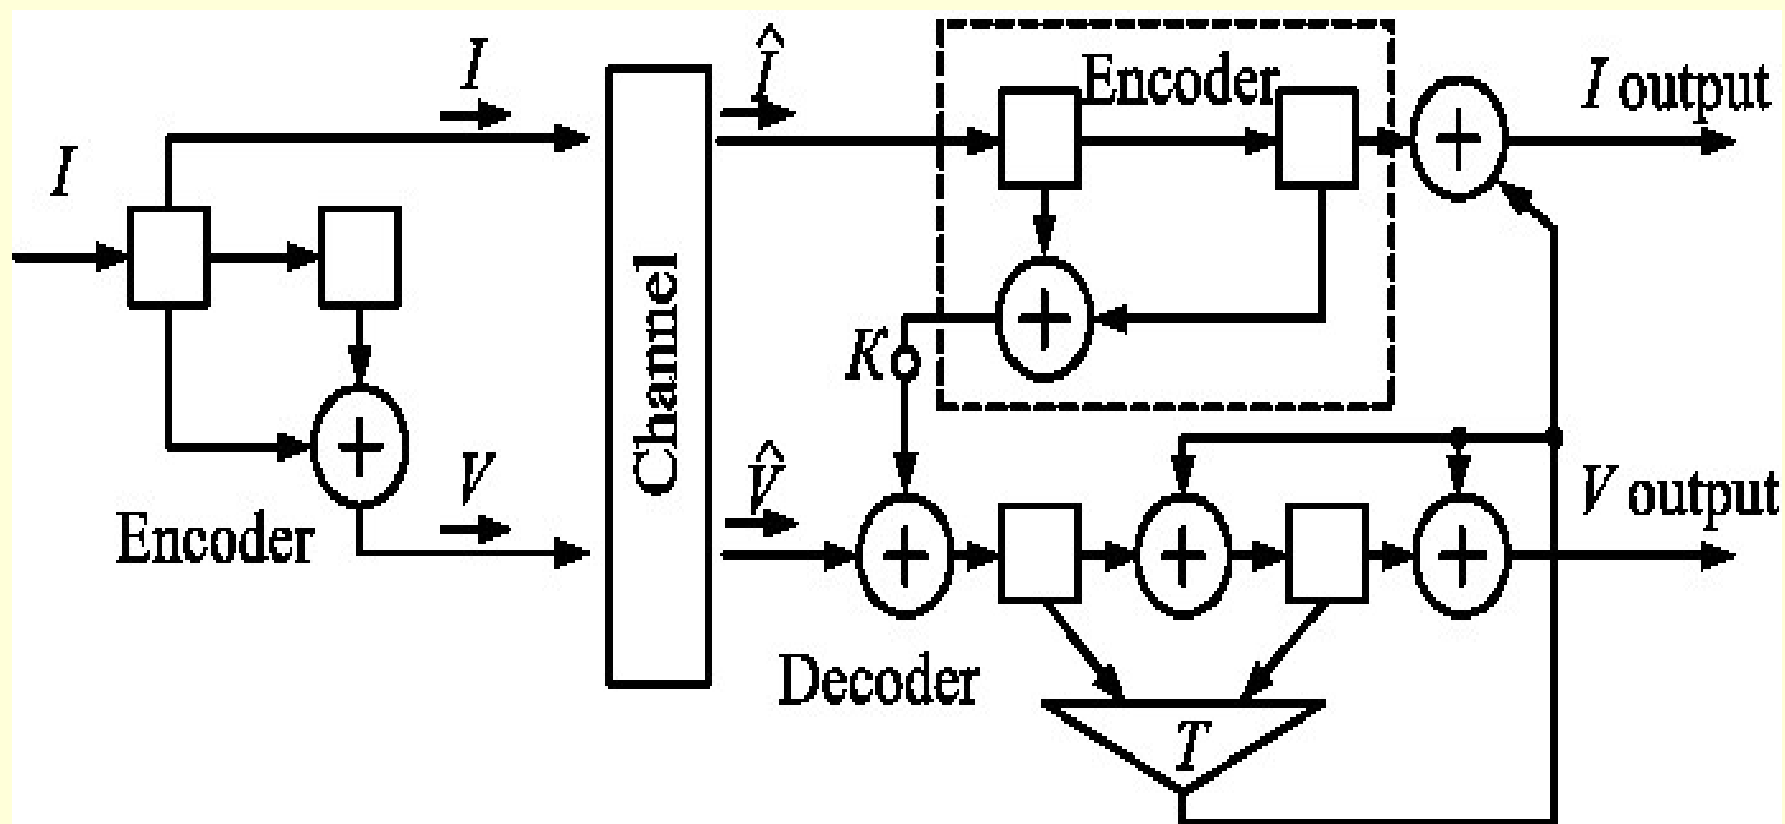 I
I
Encoder
V
Channel
Î
V̂
Encoder
K
Decoder
T
I output
V output